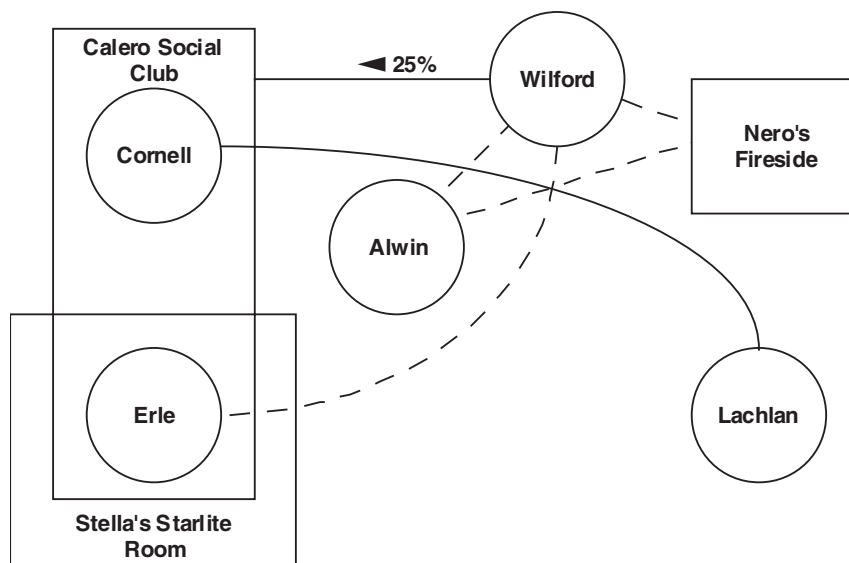 Calero Social
Club
25%
Wilford
Cornell
Nero's
Fireside
Alwin
Erle
Lachlan
Stella's Starlite
Room